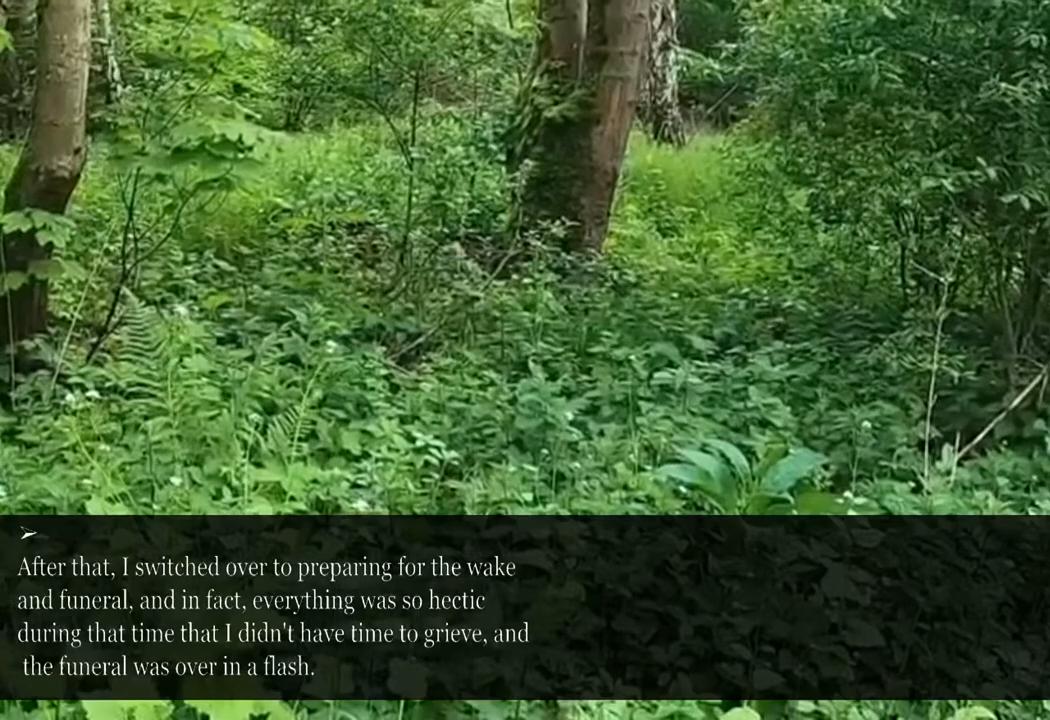 After that, I switched over to preparing for the wake
and funeral, and in fact, everything was so hectic
during that time that I didn't have time to grieve, and
the funeral was over in a flash.